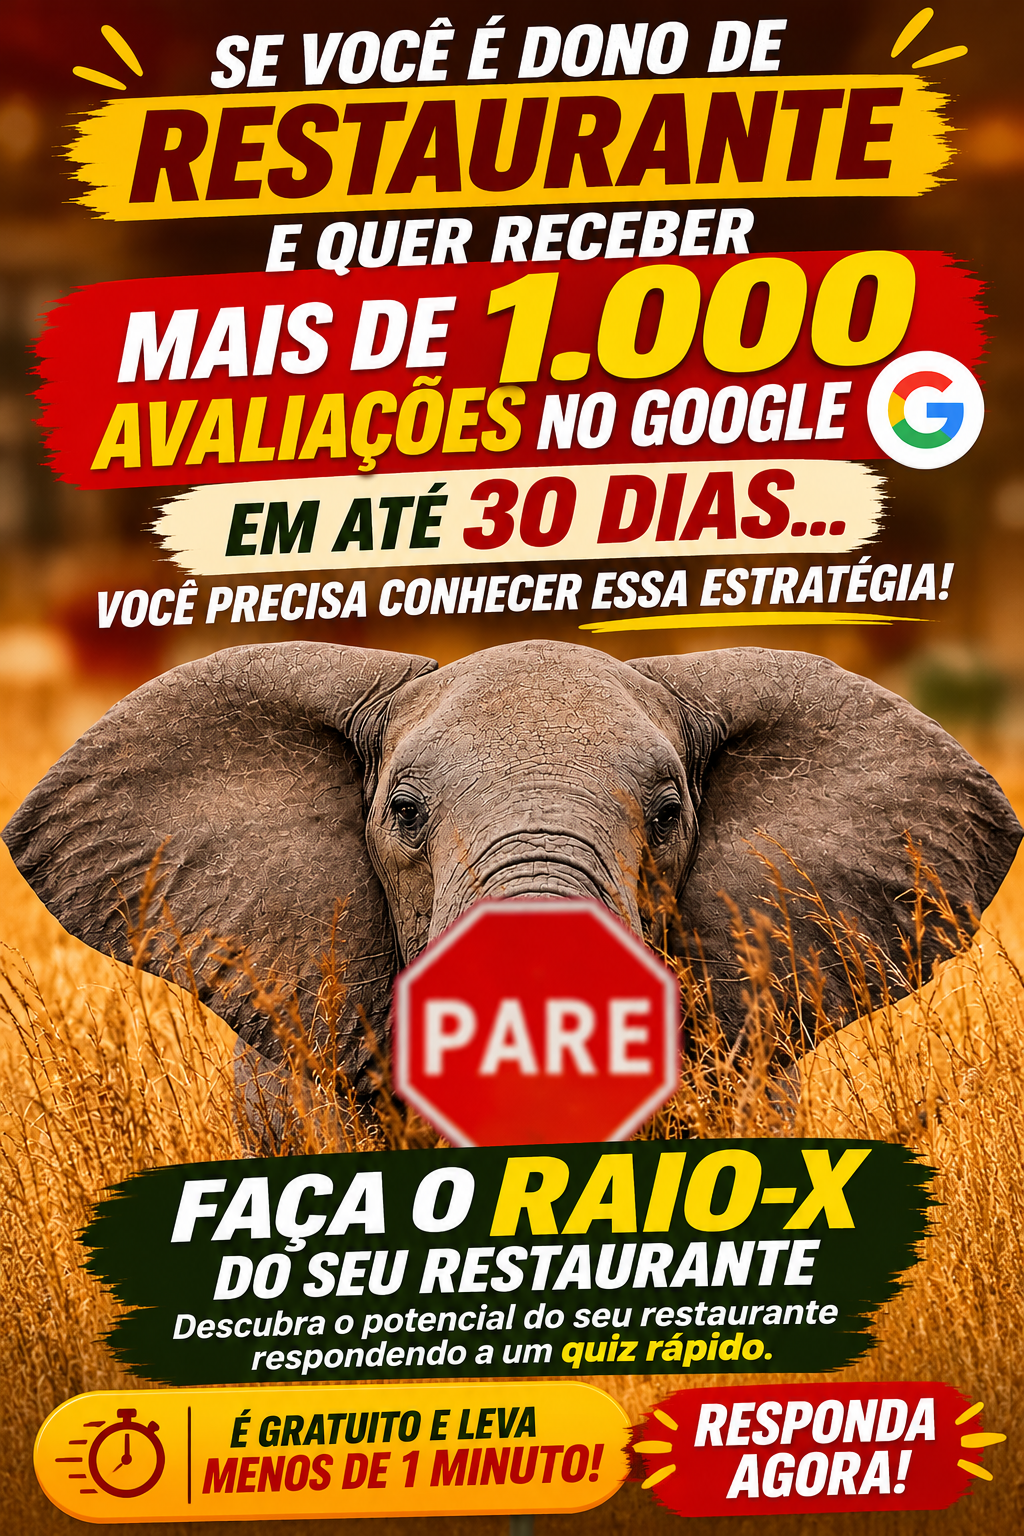 SE VOCÊ É DONO DE
RESTAURANTE
E QUER RECEBER
MAIS DE 1.000
AVALIAÇÕES NO GOOGLE
G
EM ATÉ 30 DIAS...
VOCÊ PRECISA CONHECER ESSA ESTRATÉGIA!
PARE
FAÇA O RAIO-X
DO SEU RESTAURANTE
Descubra o potencial do seu restaurante
respondendo a um quiz rápido.
É GRATUITO E LEVA
MENOS DE 1 MINUTO!
RESPONDA
AGORA!